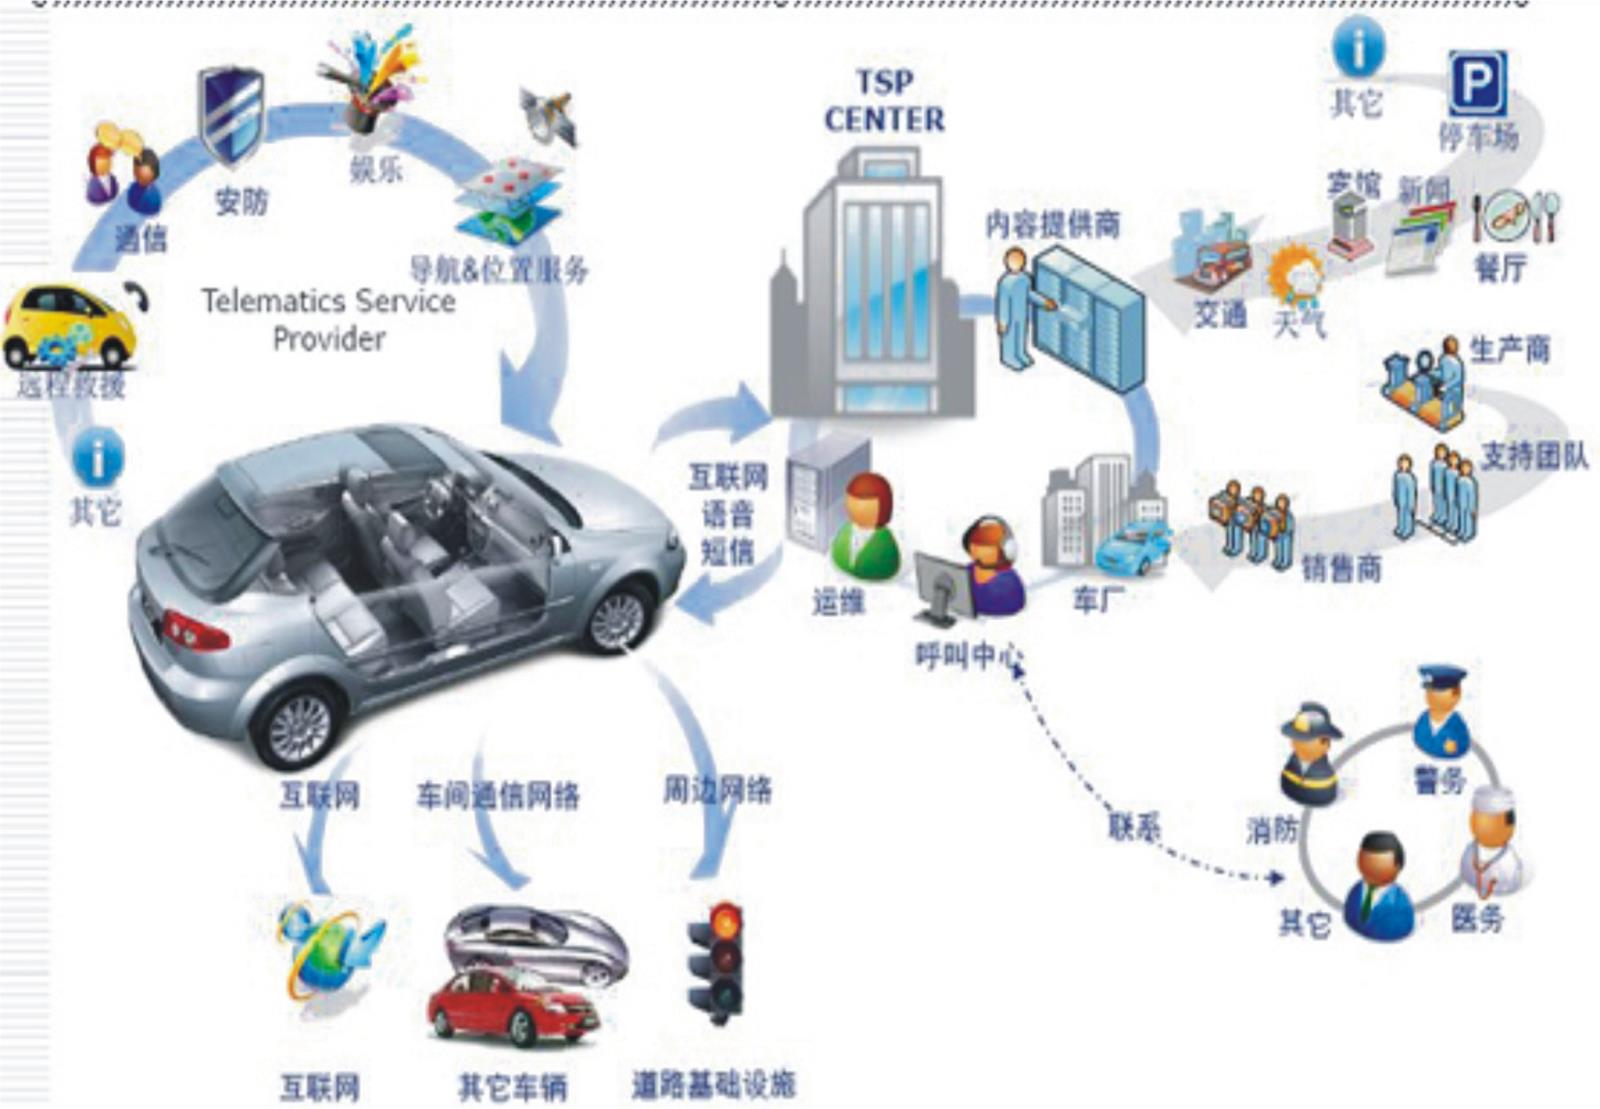 通信
安防
娱乐
导航&位置服务
Telematics Service
Provider
远程救援
其它
TSP
CENTER
互联网
语音
短信
内容提供商
其它
停车场
宾馆
新闻
餐厅
交通
天气
生产商
支持团队
销售商
运维
呼叫中心
车厂
联系
警务
消防
医务
其它
互联网
车间通信网络
周边网络
互联网
其它车辆
道路基础设施